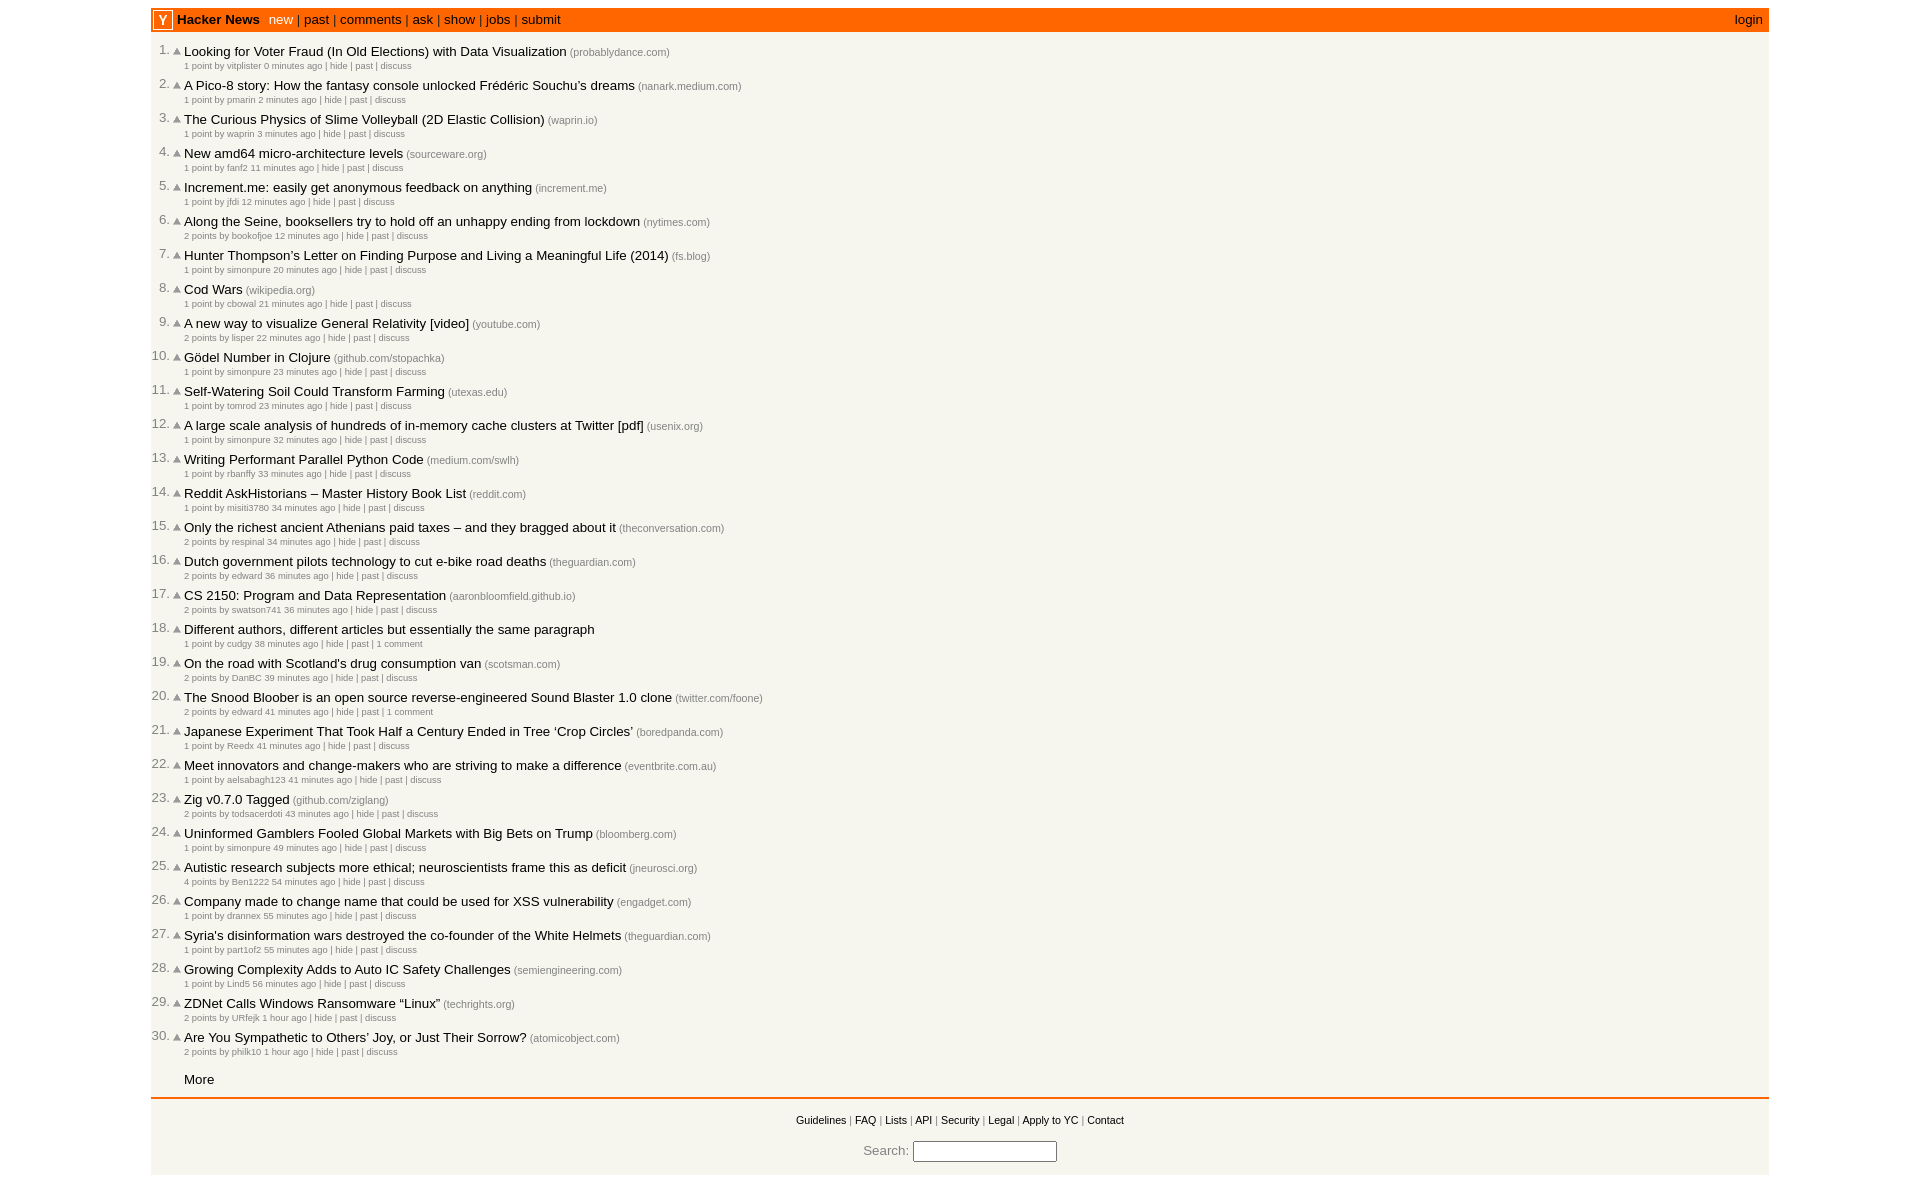 Y Hacker News new | past | comments | ask | show | jobs | submit login
1. Looking for Voter Fraud (In Old Elections) with Data Visualization (probablydance.com)
1 point by vitplister 0 minutes ago | hide | past | discuss
2. A Pico-8 story: How the fantasy console unlocked Frédéric Souchu’s dreams (nanark.medium.com)
1 point by pmarin 2 minutes ago | hide | past | discuss
3. The Curious Physics of Slime Volleyball (2D Elastic Collision) (waprin.io)
1 point by waprin 3 minutes ago | hide | past | discuss
4. New amd64 micro-architecture levels (sourceware.org)
1 point by fanf2 11 minutes ago | hide | past | discuss
5. Increment.me: easily get anonymous feedback on anything (increment.me)
1 point by jfdi 12 minutes ago | hide | past | discuss
6. Along the Seine, booksellers try to hold off an unhappy ending from lockdown (nytimes.com)
2 points by bookofjoe 12 minutes ago | hide | past | discuss
7. Hunter Thompson’s Letter on Finding Purpose and Living a Meaningful Life (2014) (fs.blog)
1 point by simonpure 20 minutes ago | hide | past | discuss
8. Cod Wars (wikipedia.org)
1 point by cbowal 21 minutes ago | hide | past | discuss
9. A new way to visualize General Relativity [video] (youtube.com)
2 points by lisper 22 minutes ago | hide | past | discuss
10. Gödel Number in Clojure (github.com/stopachka)
1 point by simonpure 23 minutes ago | hide | past | discuss
11. Self-Watering Soil Could Transform Farming (utexas.edu)
1 point by tomrod 23 minutes ago | hide | past | discuss
12. A large scale analysis of hundreds of in-memory cache clusters at Twitter [pdf] (usenix.org)
1 point by simonpure 32 minutes ago | hide | past | discuss
13. Writing Performant Parallel Python Code (medium.com/swlh)
1 point by rbanffy 33 minutes ago | hide | past | discuss
14. Reddit AskHistorians – Master History Book List (reddit.com)
1 point by misiti3780 34 minutes ago | hide | past | discuss
15. Only the richest ancient Athenians paid taxes – and they bragged about it (theconversation.com)
2 points by respinal 34 minutes ago | hide | past | discuss
16. Dutch government pilots technology to cut e-bike road deaths (theguardian.com)
2 points by edward 36 minutes ago | hide | past | discuss
17. CS 2150: Program and Data Representation (aaronbloomfield.github.io)
2 points by swatson741 36 minutes ago | hide | past | discuss
18. Different authors, different articles but essentially the same paragraph
1 point by cudgy 38 minutes ago | hide | past | 1 comment
19. On the road with Scotland's drug consumption van (scotsman.com)
2 points by DanBC 39 minutes ago | hide | past | discuss
20. The Snood Bloober is an open source reverse-engineered Sound Blaster 1.0 clone (twitter.com/foone)
2 points by edward 41 minutes ago | hide | past | 1 comment
21. Japanese Experiment That Took Half a Century Ended in Tree ‘Crop Circles’ (boredpanda.com)
1 point by Reedx 41 minutes ago | hide | past | discuss
22. Meet innovators and change-makers who are striving to make a difference (eventbrite.com.au)
1 point by aelsabagh123 41 minutes ago | hide | past | discuss
23. Zig v0.7.0 Tagged (github.com/ziglang)
2 points by todsacerdoti 43 minutes ago | hide | past | discuss
24. Uninformed Gamblers Fooled Global Markets with Big Bets on Trump (bloomberg.com)
1 point by simonpure 49 minutes ago | hide | past | discuss
25. Autistic research subjects more ethical; neuroscientists frame this as deficit (jneurosci.org)
4 points by Ben1222 54 minutes ago | hide | past | discuss
26. Company made to change name that could be used for XSS vulnerability (engadget.com)
1 point by drannex 55 minutes ago | hide | past | discuss
27. Syria's disinformation wars destroyed the co-founder of the White Helmets (theguardian.com)
1 point by part1of2 55 minutes ago | hide | past | discuss
28. Growing Complexity Adds to Auto IC Safety Challenges (semiengineering.com)
1 point by Lind5 56 minutes ago | hide | past | discuss
29. ZDNet Calls Windows Ransomware “Linux” (techrights.org)
2 points by URfejk 1 hour ago | hide | past | discuss
30. Are You Sympathetic to Others’ Joy, or Just Their Sorrow? (atomicobject.com)
2 points by philk10 1 hour ago | hide | past | discuss
More
Guidelines | FAQ | Lists | API | Security | Legal | Apply to YC | Contact
Search: